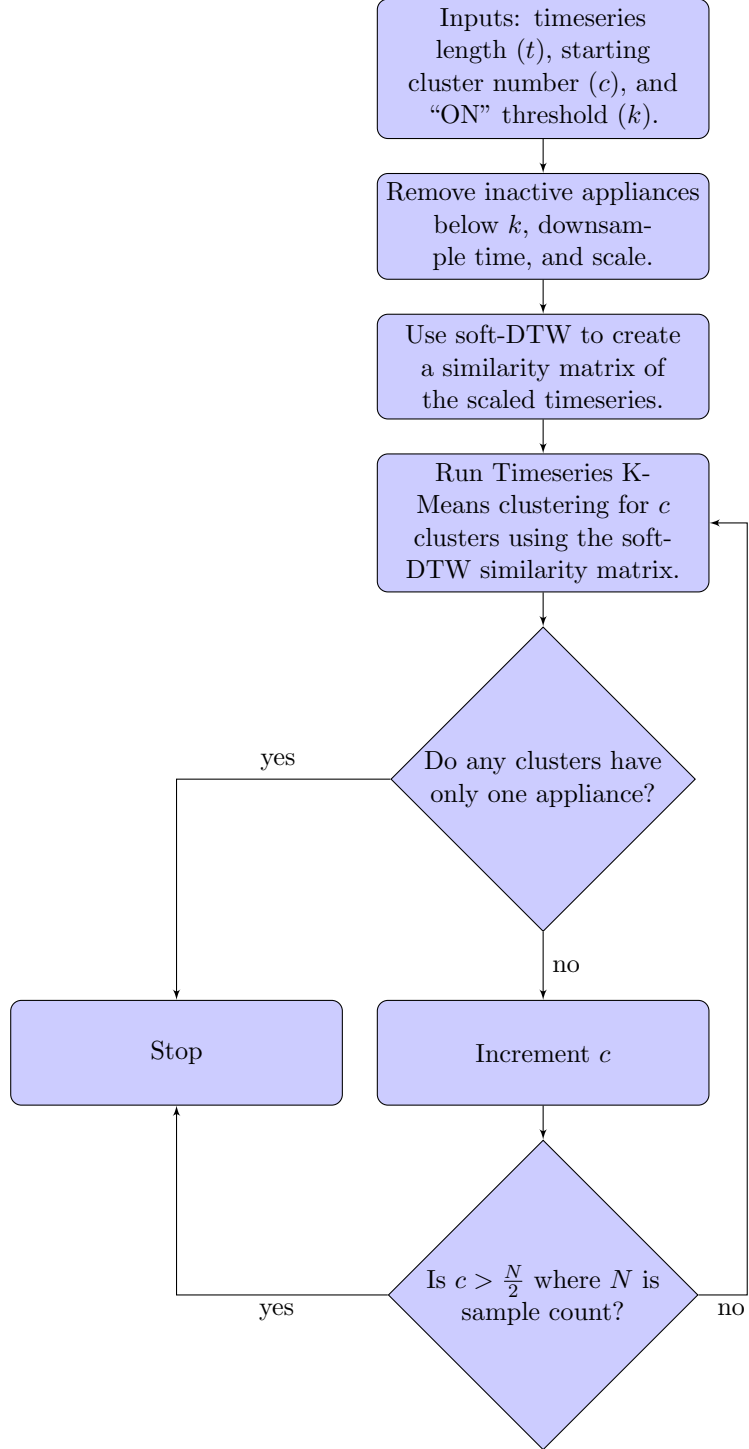 Inputs: timeseries
length (t), starting
cluster number (c), and
“ON” threshold (k).
Remove inactive appliances
below k, downsam-
ple time, and scale.
Use soft-DTW to create
a similarity matrix of
the scaled timeseries.
Run Timeseries K-
Means clustering for c
clusters using the soft-
DTW similarity matrix.
Do any clusters have
only one appliance?
yes
no
Stop
Increment c
Is c > N/2 where N is
sample count?
yes
no